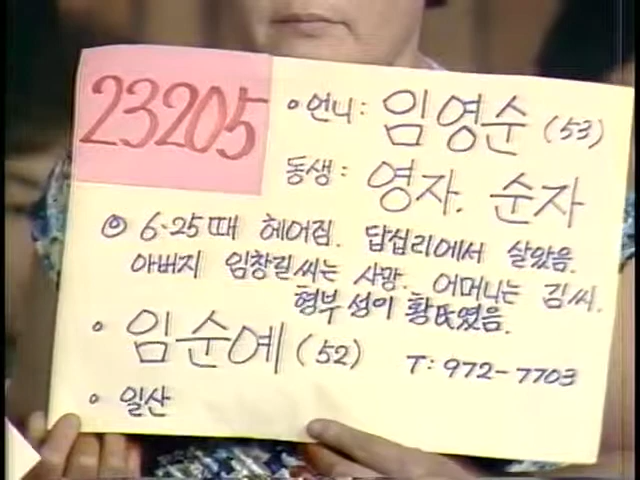 23205
◦ 언니: 임영순 (53)
동생: 영자. 순자
◎ 6·25때 헤어짐. 답십리에서 살았음.
아버지 임창길씨는 사망. 어머니는 김씨.
형부 성이 황氏였음.
◦ 임순예 (52) T: 972-7703
◦ 일산